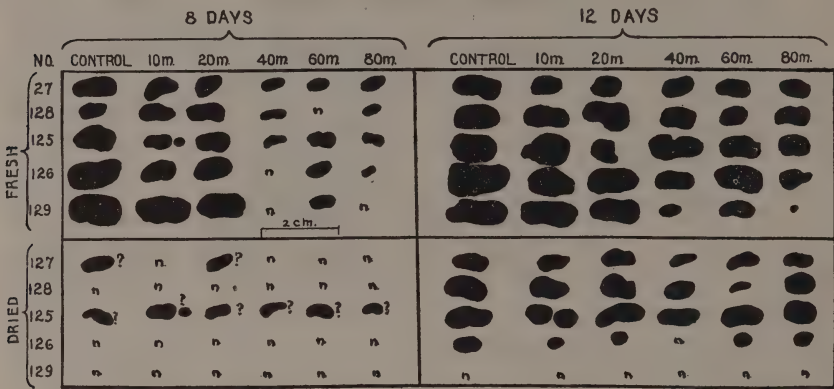 8 DAYS 12 DAYS
NO. CONTROL 10m. 20m. 40m. 60m. 80m. CONTROL 10m. 20m. 40m. 60m. 80m.
FRESH
27
128 n
125
126 n
129 n n
2 cm.
DRIED
127 ? n ? n n n
128 n n n n n n
125 ? ? ? ? ? ?
126 n n n n n n n
129 n n n n n n n n n n n n